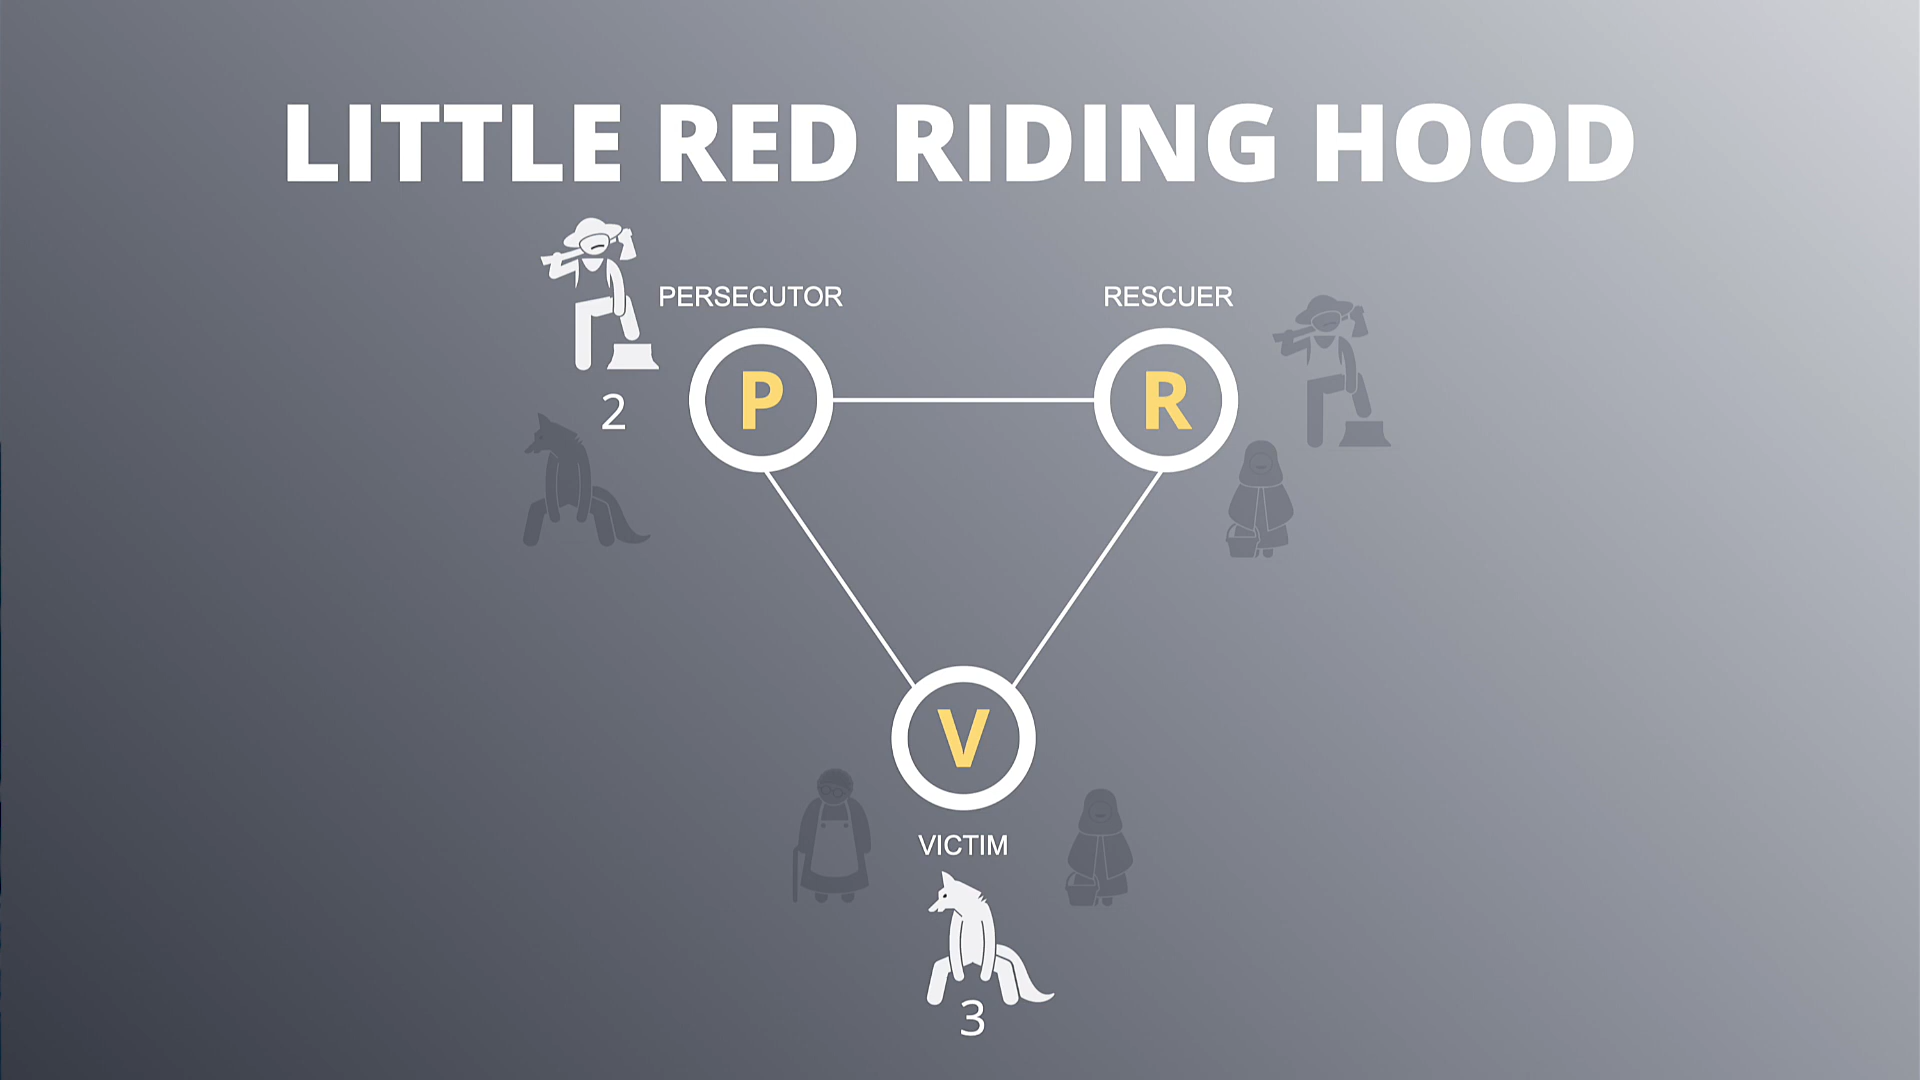 LITTLE RED RIDING HOOD
PERSECUTOR
RESCUER
P
R
2
V
VICTIM
3